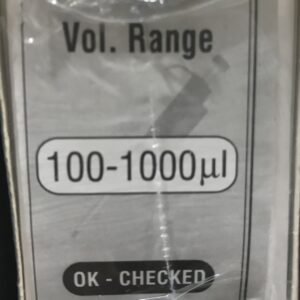 Vol. Range
100-1000µl
OK - CHECKED